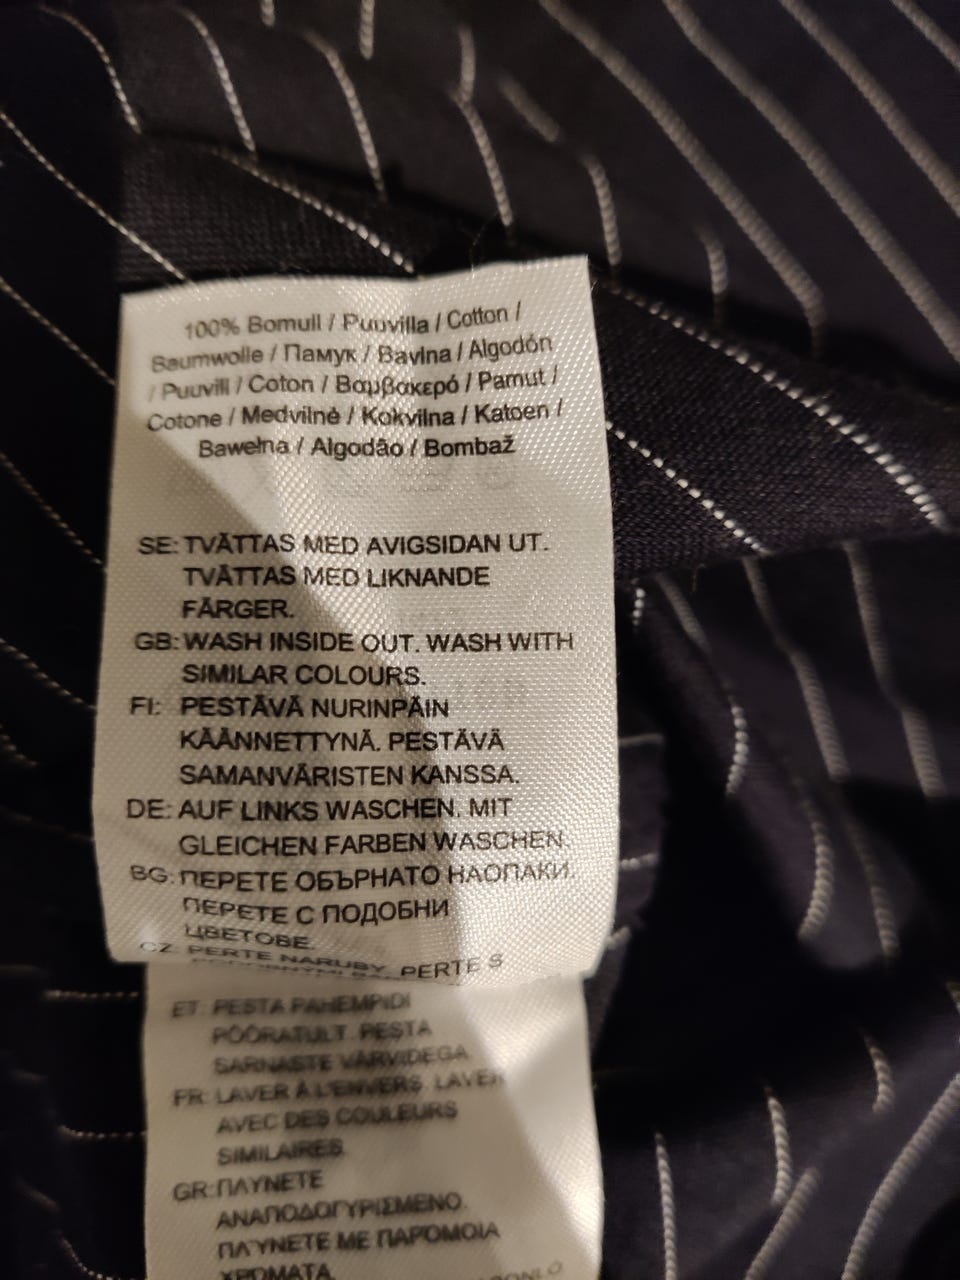 100% Bomull / Puuvilla / Cotton /
Baumwolle / Памук / Bavlna / Algodón
/ Puuvill / Coton / Βαμβακερό / Pamut /
Cotone / Medvilnė / Kokvilna / Katoen /
Bawełna / Algodão / Bombaž
SE: TVÄTTAS MED AVIGSIDAN UT.
TVÄTTAS MED LIKNANDE
FÄRGER.
GB: WASH INSIDE OUT. WASH WITH
SIMILAR COLOURS.
FI: PESTÄVÄ NURINPÄIN
KÄÄNNETTYNÄ. PESTÄVÄ
SAMANVÄRISTEN KANSSA.
DE: AUF LINKS WASCHEN. MIT
GLEICHEN FARBEN WASCHEN.
BG: ПЕРЕТЕ ОБЪРНАТО НАОПАКИ.
ПЕРЕТЕ С ПОДОБНИ
ЦВЕТОВЕ.
CZ: PERTE NARUBY. PERTE S
ET: PESTA PAHEMPIDI
PÖÖRATULT. PESTA
SARNASTE VÄRVIDEGA.
FR: LAVER À L'ENVERS. LAVER
AVEC DES COULEURS
SIMILAIRES.
GR: ΠΛΥΝΕΤΕ
ΑΝΑΠΟΔΟΓΥΡΙΣΜΕΝΟ.
ΠΛΎΝΕΤΕ ΜΕ ΠΑΡΌΜΟΙΑ
ΧΡΩΜΑΤΑ.